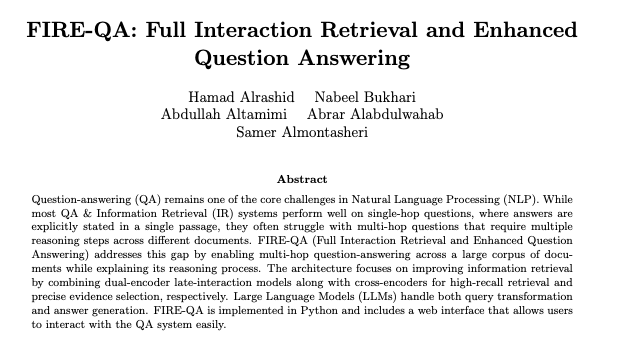 FIRE-QA: Full Interaction Retrieval and Enhanced
Question Answering
Hamad Alrashid Nabeel Bukhari
Abdullah Altamimi Abrar Alabdulwahab
Samer Almontasheri
Abstract
Question-answering (QA) remains one of the core challenges in Natural Language Processing (NLP). While
most QA & Information Retrieval (IR) systems perform well on single-hop questions, where answers are
explicitly stated in a single passage, they often struggle with multi-hop questions that require multiple
reasoning steps across different documents. FIRE-QA (Full Interaction Retrieval and Enhanced Question
Answering) addresses this gap by enabling multi-hop question-answering across a large corpus of docu-
ments while explaining its reasoning process. The architecture focuses on improving information retrieval
by combining dual-encoder late-interaction models along with cross-encoders for high-recall retrieval and
precise evidence selection, respectively. Large Language Models (LLMs) handle both query transformation
and answer generation. FIRE-QA is implemented in Python and includes a web interface that allows users
to interact with the QA system easily.